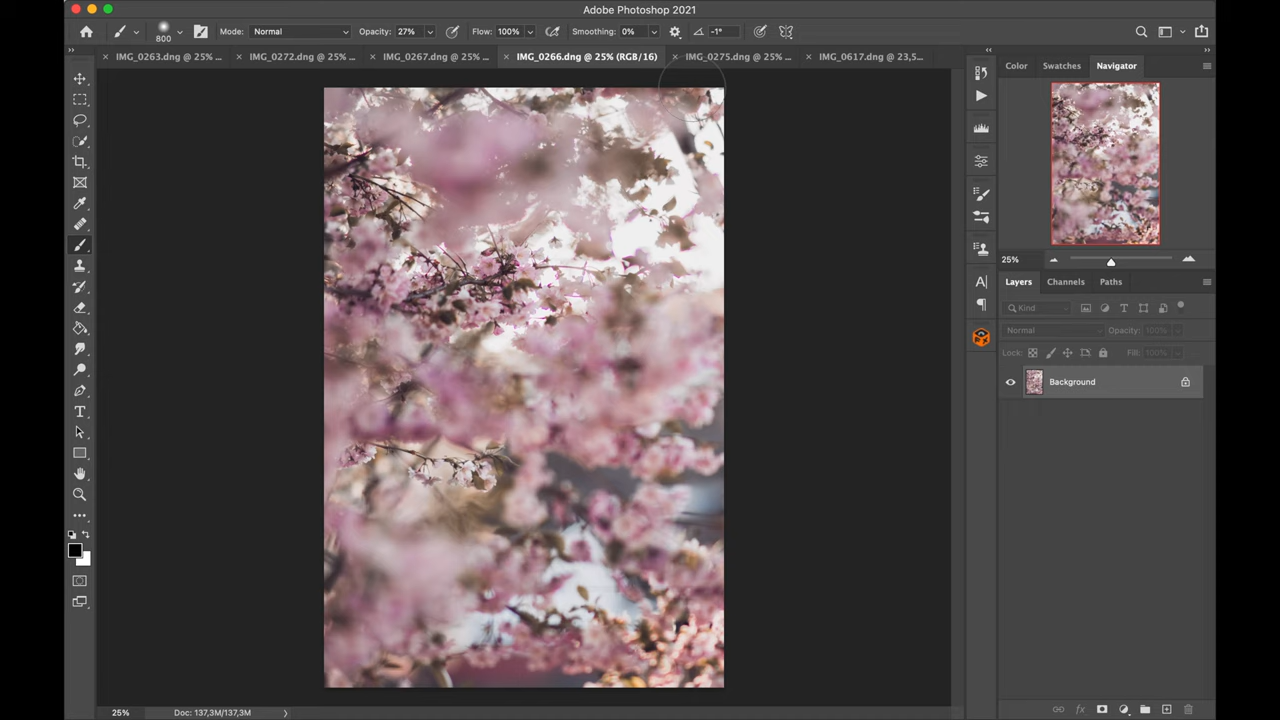 Adobe Photoshop 2021
800
Mode: Normal
Opacity: 27%
Flow: 100%
Smoothing: 0%
-1°
IMG_0263.dng @ 25% ...
IMG_0272.dng @ 25% ...
IMG_0267.dng @ 25% ...
IMG_0266.dng @ 25% (RGB/16)
IMG_0275.dng @ 25% ...
IMG_0617.dng @ 23,5...
Color
Swatches
Navigator
25%
Layers
Channels
Paths
Kind
Normal
Opacity: 100%
Lock:
Fill: 100%
Background
25%
Doc: 137,3M/137,3M